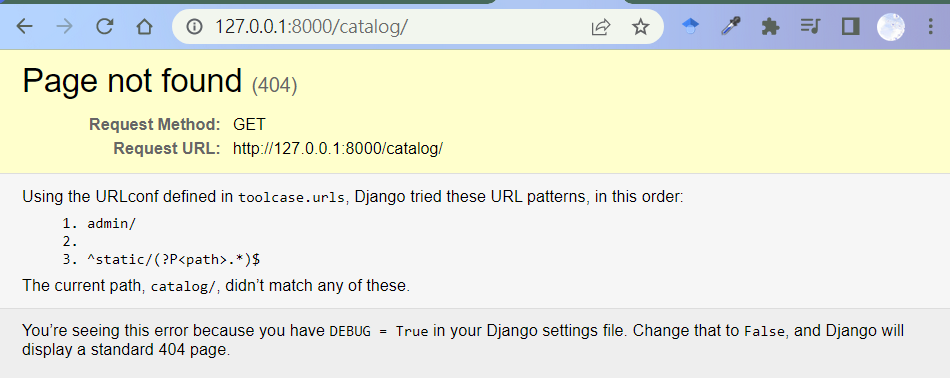 127.0.0.1:8000/catalog/
Page not found (404)
Request Method: GET
Request URL: http://127.0.0.1:8000/catalog/
Using the URLconf defined in toolcase.urls, Django tried these URL patterns, in this order:
1. admin/
2.
3. ^static/(?P<path>.*)$
The current path, catalog/, didn’t match any of these.
You’re seeing this error because you have DEBUG = True in your Django settings file. Change that to False, and Django will
display a standard 404 page.